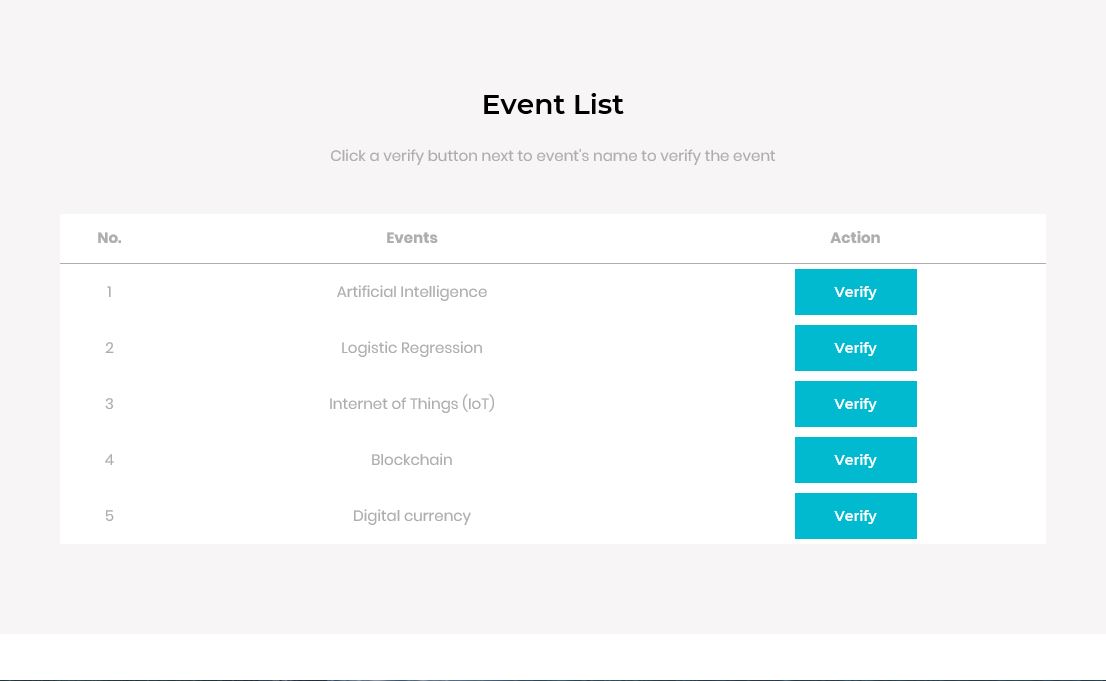 Event List
Click a verify button next to event's name to verify the event
No. Events Action
1 Artificial Intelligence Verify
2 Logistic Regression Verify
3 Internet of Things (IoT) Verify
4 Blockchain Verify
5 Digital currency Verify